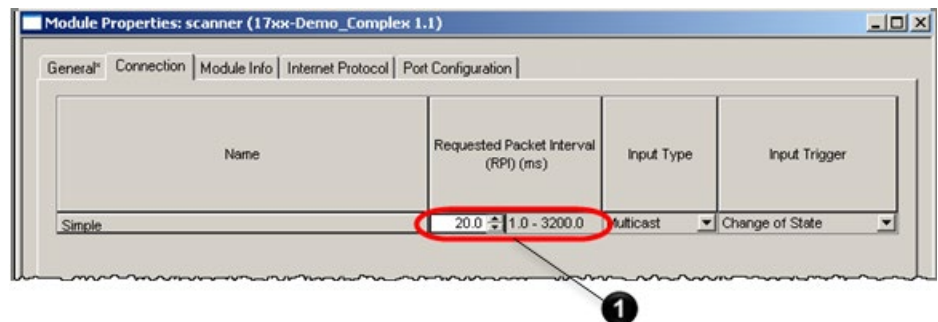 Module Properties: scanner (17xx-Demo_Complex 1.1)
General* Connection Module Info Internet Protocol Port Configuration
Name Requested Packet Interval (RPI) (ms) Input Type Input Trigger
Simple 20.0 1.0 - 3200.0 Multicast Change of State
1